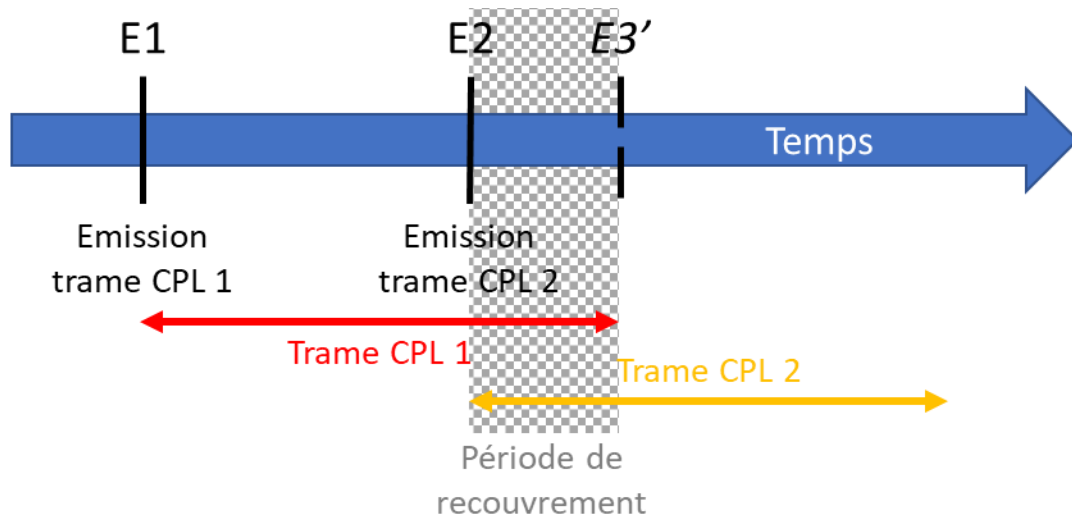 E1
E2
E3’
Temps
Emission
trame CPL 1
Emission
trame CPL 2
Trame CPL 1
Trame CPL 2
Période de
recouvrement